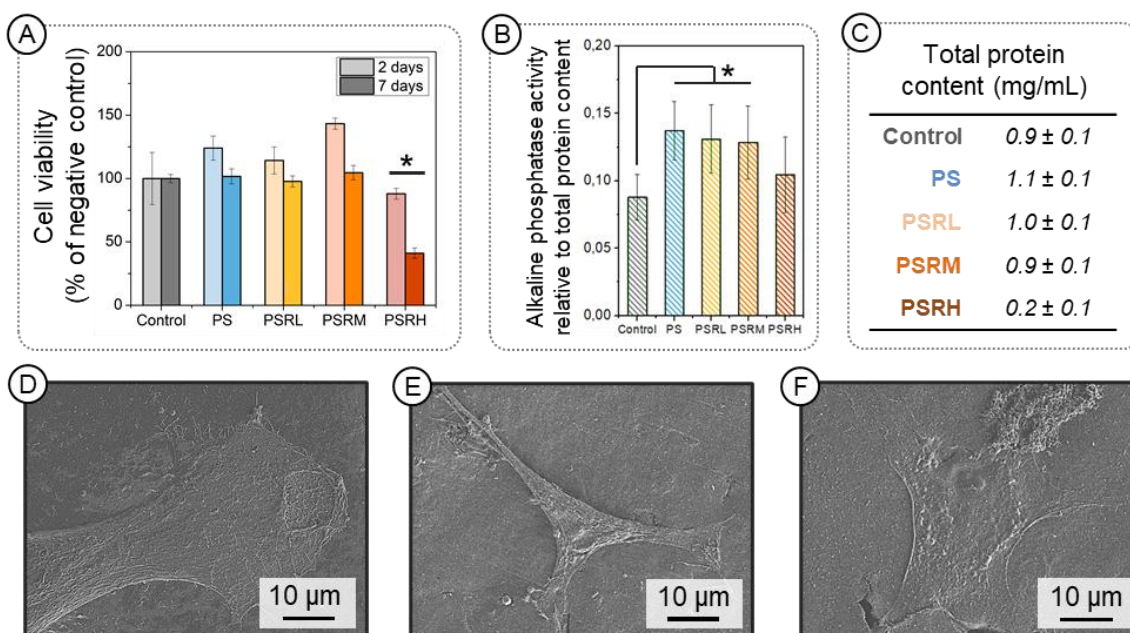 A
Cell viability
(% of negative control)
200
150
100
50
0
2 days
7 days
*
Control PS PSRL PSRM PSRH
B
Alkaline phosphatase activity
relative to total protein content
0,20
0,15
0,10
0,05
0,00
*
Control PS PSRL PSRM PSRH
C
Total protein
content (mg/mL)
Control 0.9 ± 0.1
PS 1.1 ± 0.1
PSRL 1.0 ± 0.1
PSRM 0.9 ± 0.1
PSRH 0.2 ± 0.1
D
10 µm
E
10 µm
F
10 µm